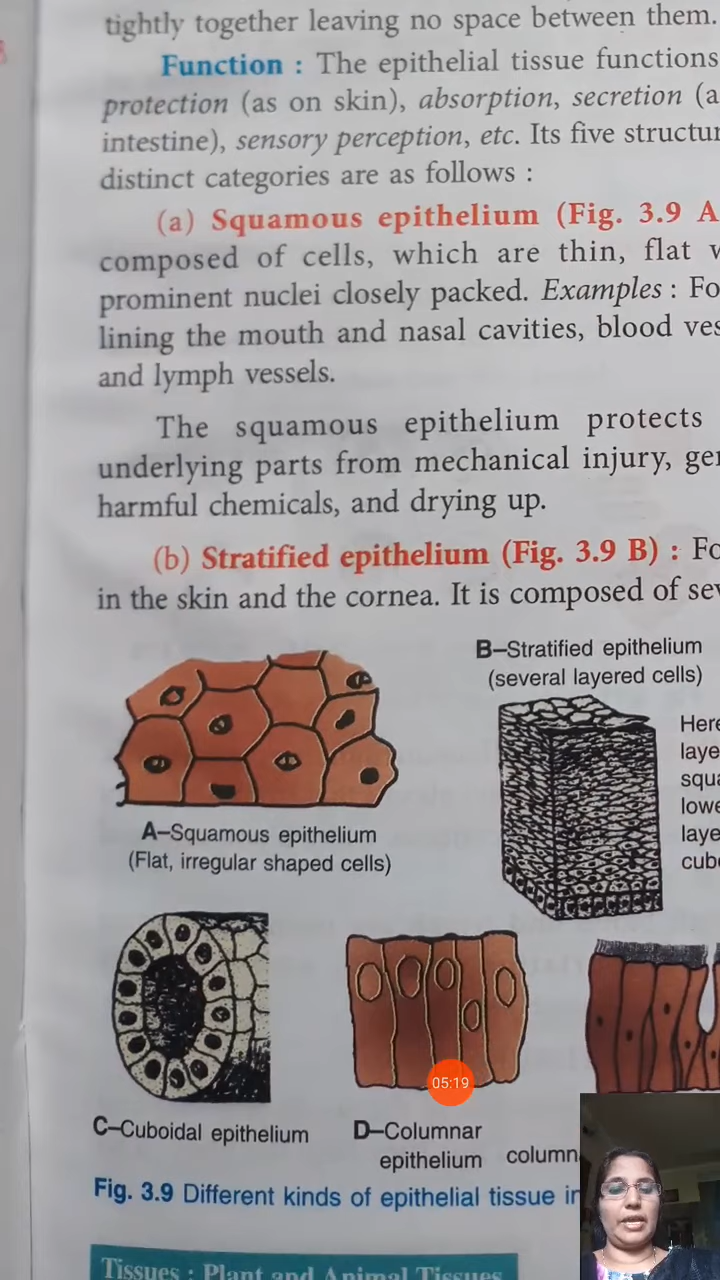 tightly together leaving no space between them.
Function : The epithelial tissue functions
protection (as on skin), absorption, secretion (a
intestine), sensory perception, etc. Its five
distinct categories are as follows :
(a) Squamous epithelium (Fig. 3.9 A
composed of cells, which are thin, flat
prominent nuclei closely packed. Examples :
lining the mouth and nasal cavities, blood
and lymph vessels.
The squamous epithelium protects
underlying parts from mechanical injury,
harmful chemicals, and drying up.
(b) Stratified epithelium (Fig. 3.9 B) :
in the skin and the cornea. It is composed of
B–Stratified epithelium
(several layered cells)
Here
laye
squa
lowe
laye
cub
A–Squamous epithelium
(Flat, irregular shaped cells)
05:19
C–Cuboidal epithelium
D–Columnar
epithelium
column
Fig. 3.9 Different kinds of epithelial tissue in
Tissues : Plant and Animal Tissues